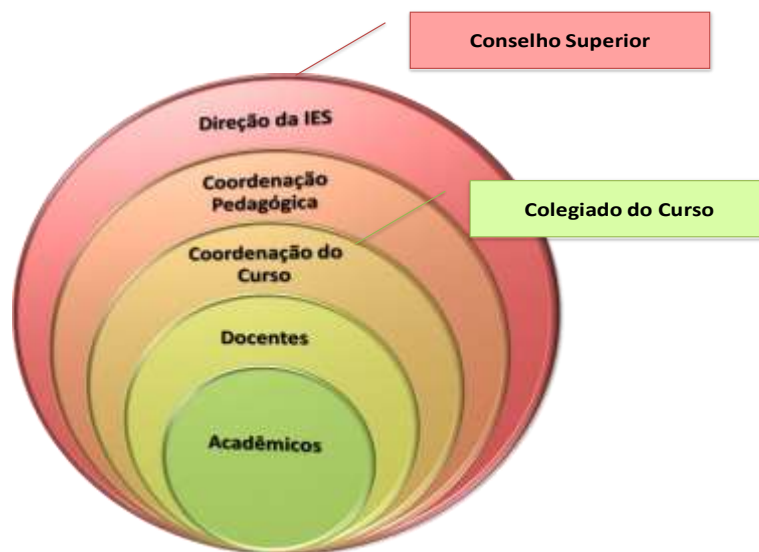 Conselho Superior
Direção da IES
Coordenação
Pedagógica
Colegiado do Curso
Coordenação do
Curso
Docentes
Acadêmicos